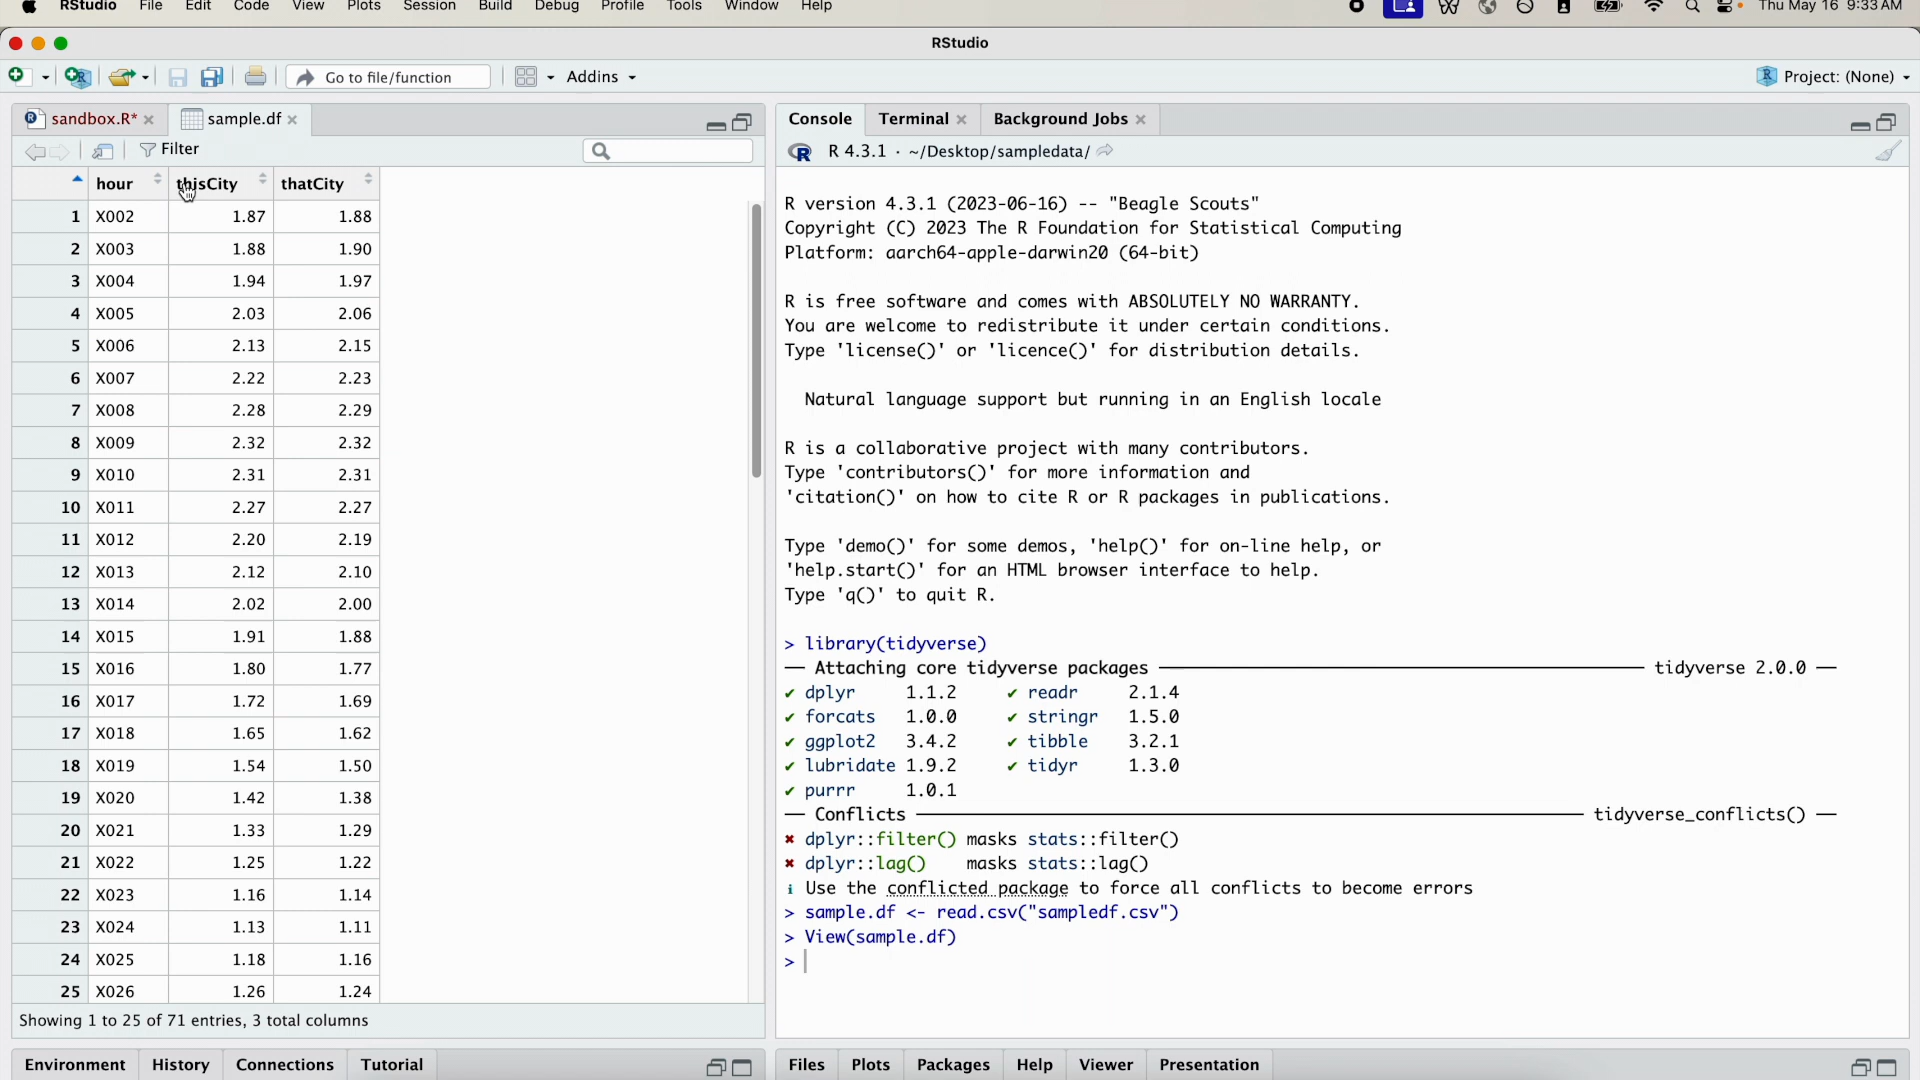 RStudio File Edit Code View Plots Session Build Debug Profile Tools Window Help Thu May 16 9:33 AM
RStudio
Go to file/function Addins Project: (None)
sandbox.R* sample.df
Filter
hour thisCity thatCity
1 X002 1.87 1.88
2 X003 1.88 1.90
3 X004 1.94 1.97
4 X005 2.03 2.06
5 X006 2.13 2.15
6 X007 2.22 2.23
7 X008 2.28 2.29
8 X009 2.32 2.32
9 X010 2.31 2.31
10 X011 2.27 2.27
11 X012 2.20 2.19
12 X013 2.12 2.10
13 X014 2.02 2.00
14 X015 1.91 1.88
15 X016 1.80 1.77
16 X017 1.72 1.69
17 X018 1.65 1.62
18 X019 1.54 1.50
19 X020 1.42 1.38
20 X021 1.33 1.29
21 X022 1.25 1.22
22 X023 1.16 1.14
23 X024 1.13 1.11
24 X025 1.18 1.16
25 X026 1.26 1.24
Showing 1 to 25 of 71 entries, 3 total columns
Environment History Connections Tutorial
Console Terminal Background Jobs
R 4.3.1 · ~/Desktop/sampledata/
R version 4.3.1 (2023-06-16) -- "Beagle Scouts"
Copyright (C) 2023 The R Foundation for Statistical Computing
Platform: aarch64-apple-darwin20 (64-bit)
R is free software and comes with ABSOLUTELY NO WARRANTY.
You are welcome to redistribute it under certain conditions.
Type 'license()' or 'licence()' for distribution details.
Natural language support but running in an English locale
R is a collaborative project with many contributors.
Type 'contributors()' for more information and
'citation()' on how to cite R or R packages in publications.
Type 'demo()' for some demos, 'help()' for on-line help, or
'help.start()' for an HTML browser interface to help.
Type 'q()' to quit R.
> library(tidyverse)
— Attaching core tidyverse packages — tidyverse 2.0.0 —
✔ dplyr 1.1.2 ✔ readr 2.1.4
✔ forcats 1.0.0 ✔ stringr 1.5.0
✔ ggplot2 3.4.2 ✔ tibble 3.2.1
✔ lubridate 1.9.2 ✔ tidyr 1.3.0
✔ purrr 1.0.1
— Conflicts — tidyverse_conflicts() —
✖ dplyr::filter() masks stats::filter()
✖ dplyr::lag() masks stats::lag()
ℹ Use the conflicted package to force all conflicts to become errors
> sample.df <- read.csv("sampledf.csv")
> View(sample.df)
>
Files Plots Packages Help Viewer Presentation